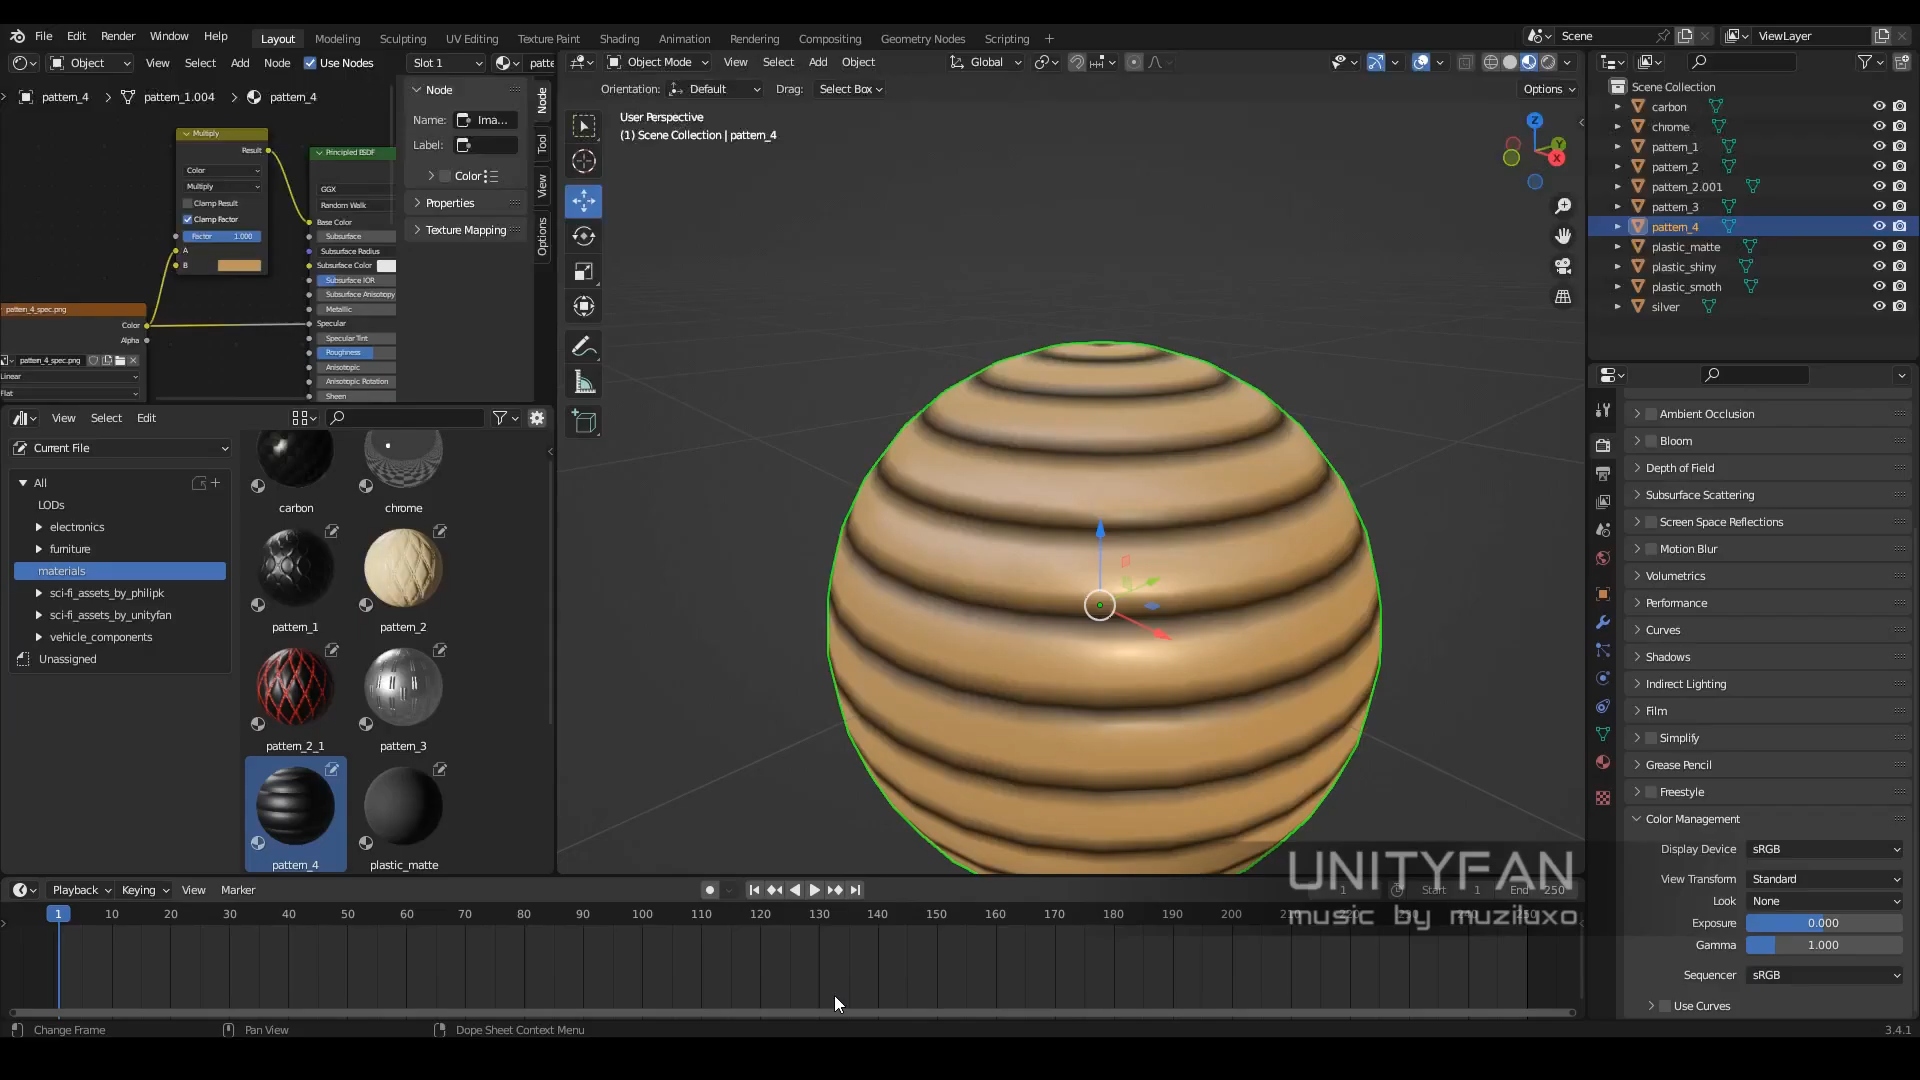 File Edit Render Window Help Layout Modeling Sculpting UV Editing Texture Paint Shading Animation Rendering Compositing Geometry Nodes Scripting Scene ViewLayer
Object View Select Add Node Use Nodes Slot 1 patte
pattern_4 pattern_1.004 pattern_4
Multiply
Result
Color
Multiply
Clamp Result
Clamp Factor
Factor 1.000
A
B
pattern_4_spec.png
Color
Alpha
pattern_4_spec.png
Linear
Flat
Principled BSDF
GGX
Random Walk
Base Color
Subsurface
Subsurface Radius
Subsurface Color
Subsurface IOR
Subsurface Anisotropy
Metallic
Specular
Specular Tint
Roughness
Anisotropic
Anisotropic Rotation
Sheen
Node
Name: Ima...
Label:
Color
Properties
Texture Mapping
Node
Tool
View
Options
View Select Edit
Current File
All
LODs
electronics
furniture
materials
sci-fi_assets_by_philipk
sci-fi_assets_by_unityfan
vehicle_components
Unassigned
carbon chrome
pattern_1 pattern_2
pattern_2_1 pattern_3
pattern_4 plastic_matte
Object Mode View Select Add Object Global
Orientation: Default Drag: Select Box Options
User Perspective
(1) Scene Collection | pattern_4
Z
Y
X
Scene Collection
carbon
chrome
pattern_1
pattern_2
pattern_2.001
pattern_3
pattern_4
plastic_matte
plastic_shiny
plastic_smoth
silver
Ambient Occlusion
Bloom
Depth of Field
Subsurface Scattering
Screen Space Reflections
Motion Blur
Volumetrics
Performance
Curves
Shadows
Indirect Lighting
Film
Simplify
Grease Pencil
Freestyle
Color Management
Display Device sRGB
View Transform Standard
Look None
Exposure 0.000
Gamma 1.000
Sequencer sRGB
Use Curves
UNITYFAN
music by muziluxo
Playback Keying View Marker 1 Start 1 End 250
1 10 20 30 40 50 60 70 80 90 100 110 120 130 140 150 160 170 180 190 200 210 220 230 240 250
Change Frame Pan View Dope Sheet Context Menu 3.4.1